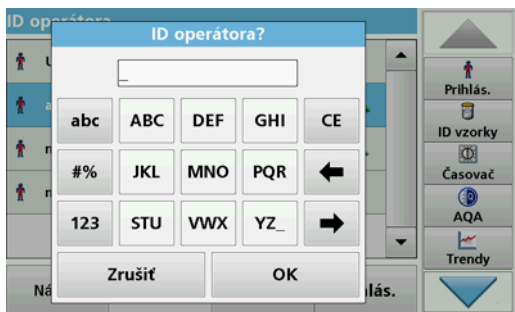 ID operátora
ID operátora?
_
abc ABC DEF GHI CE
#% JKL MNO PQR
123 STU VWX YZ_
Zrušiť OK
Prihlás.
ID vzorky
Časovač
AQA
Trendy